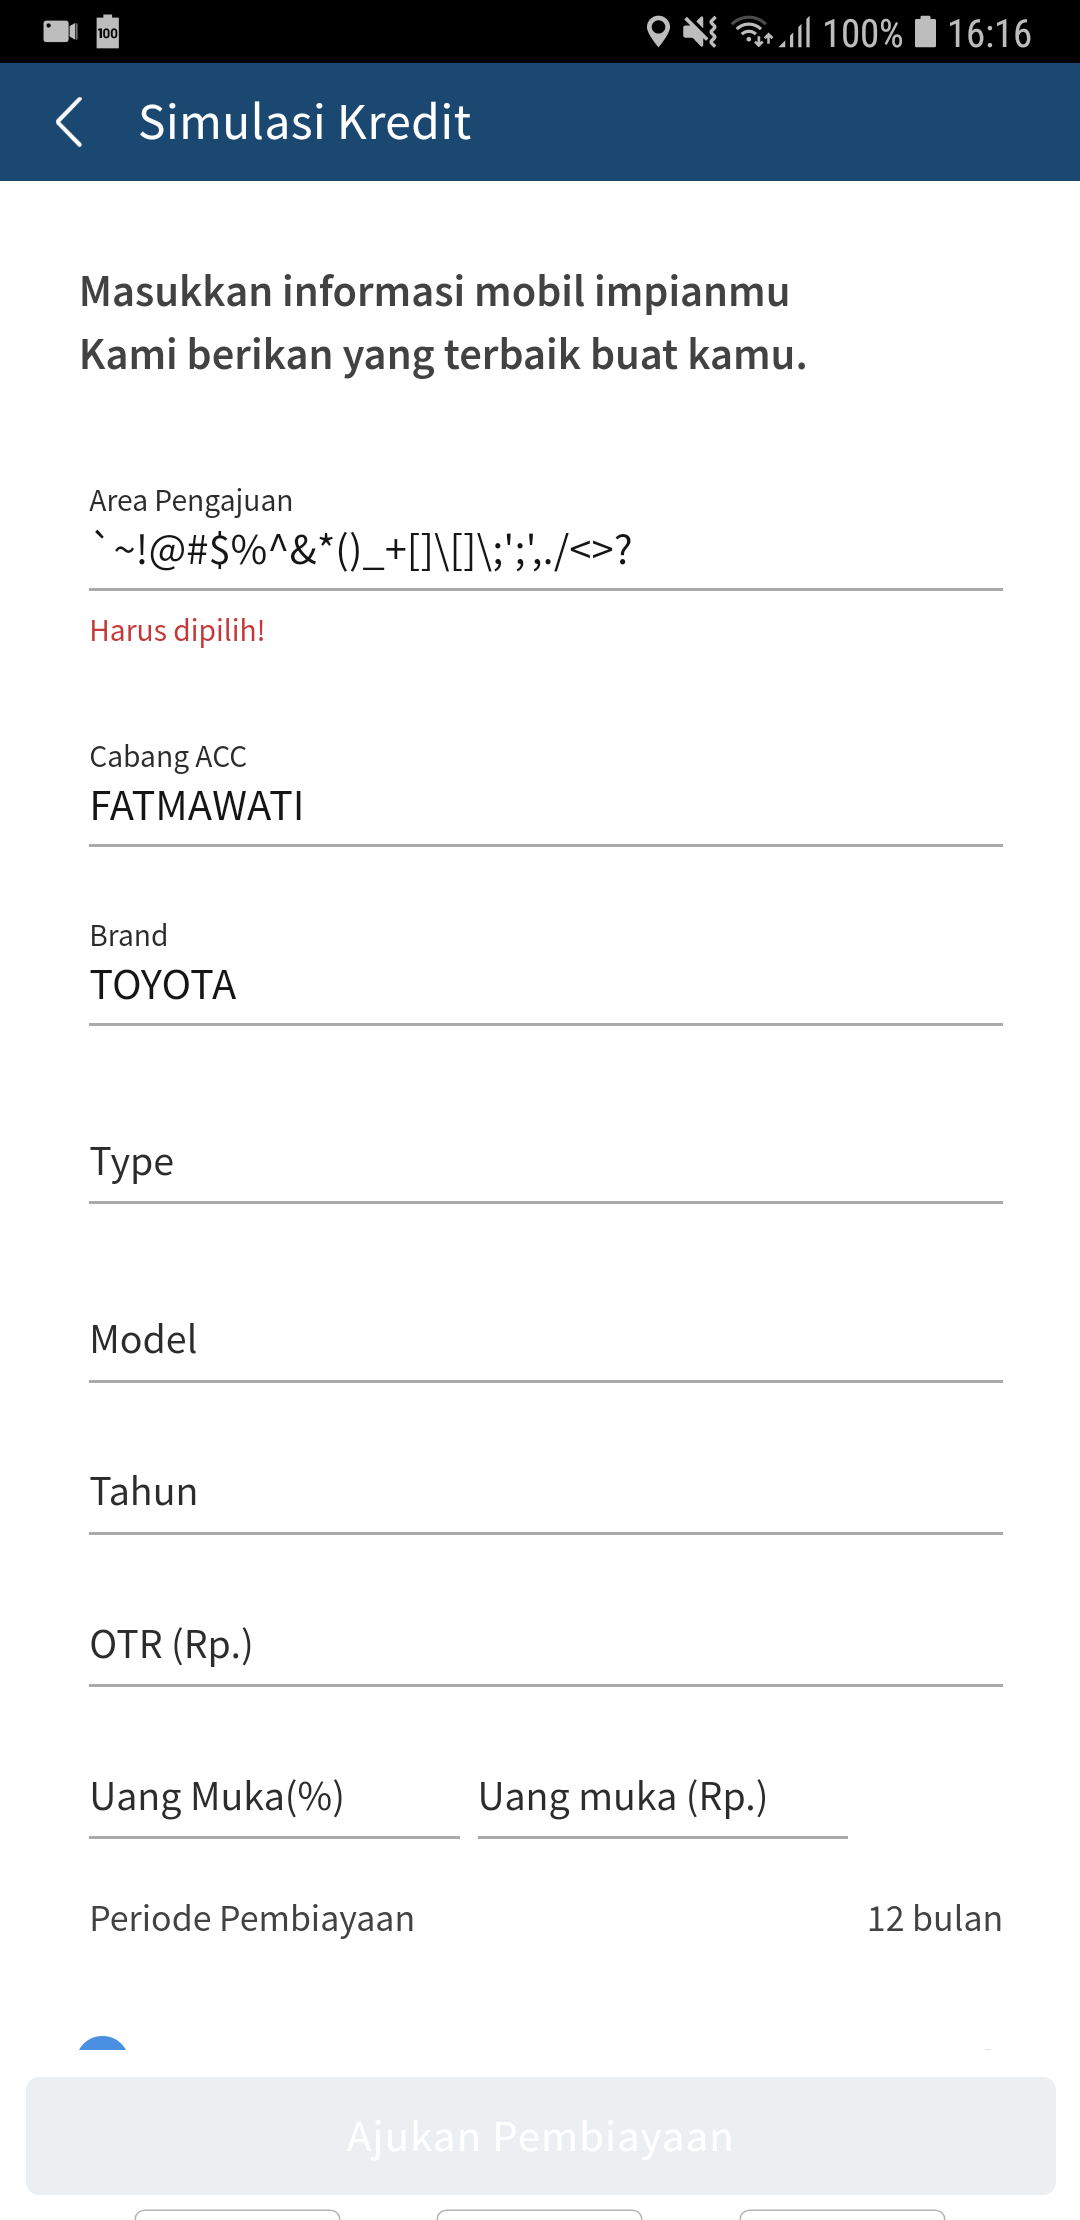 100 100% 16:16
Simulasi Kredit
Masukkan informasi mobil impianmu
Kami berikan yang terbaik buat kamu.
Area Pengajuan
`~!@#$%^&*()_+[]\[]\;';',./<>?
Harus dipilih!
Cabang ACC
FATMAWATI
Brand
TOYOTA
Type
Model
Tahun
OTR (Rp.)
Uang Muka(%) Uang muka (Rp.)
Periode Pembiayaan 12 bulan
Ajukan Pembiayaan